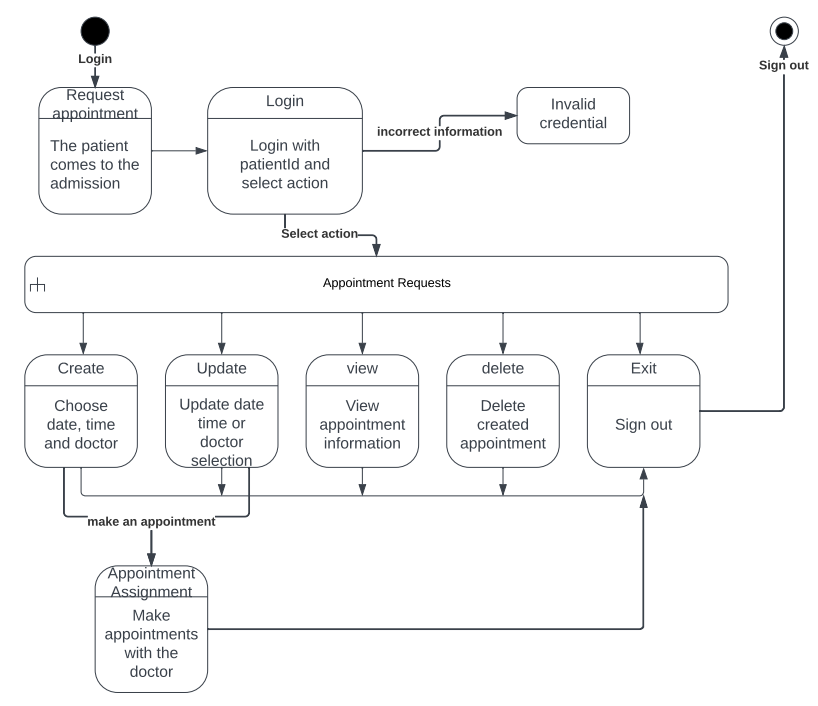 Login
Sign out
Request
appointment
The patient
comes to the
admission
Login
Login with
patientId and
select action
incorrect information
Invalid
credential
Select action
Appointment Requests
Create
Choose
date, time
and doctor
Update
Update date
time or
doctor
selection
view
View
appointment
information
delete
Delete
created
appointment
Exit
Sign out
make an appointment
Appointment
Assignment
Make
appointments
with the
doctor